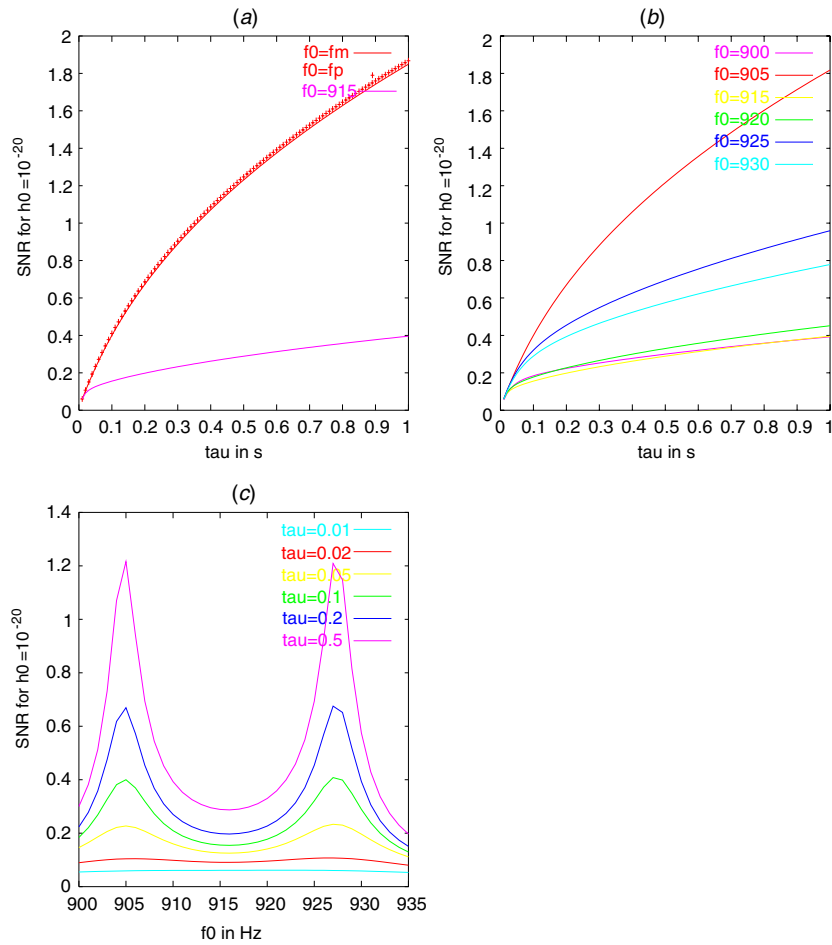 (a)
2
1.8
1.6
1.4
1.2
1
0.8
0.6
0.4
0.2
0
SNR for h0 =10^-20
f0=fm
f0=fp
f0=915
0 0.1 0.2 0.3 0.4 0.5 0.6 0.7 0.8 0.9 1
tau in s
(b)
2
1.8
1.6
1.4
1.2
1
0.8
0.6
0.4
0.2
0
SNR for h0 =10^-20
f0=900
f0=905
f0=915
f0=920
f0=925
f0=930
0 0.1 0.2 0.3 0.4 0.5 0.6 0.7 0.8 0.9 1
tau in s
(c)
1.4
1.2
1
0.8
0.6
0.4
0.2
0
SNR for h0 =10^-20
tau=0.01
tau=0.02
tau=0.05
tau=0.1
tau=0.2
tau=0.5
900 905 910 915 920 925 930 935
f0 in Hz